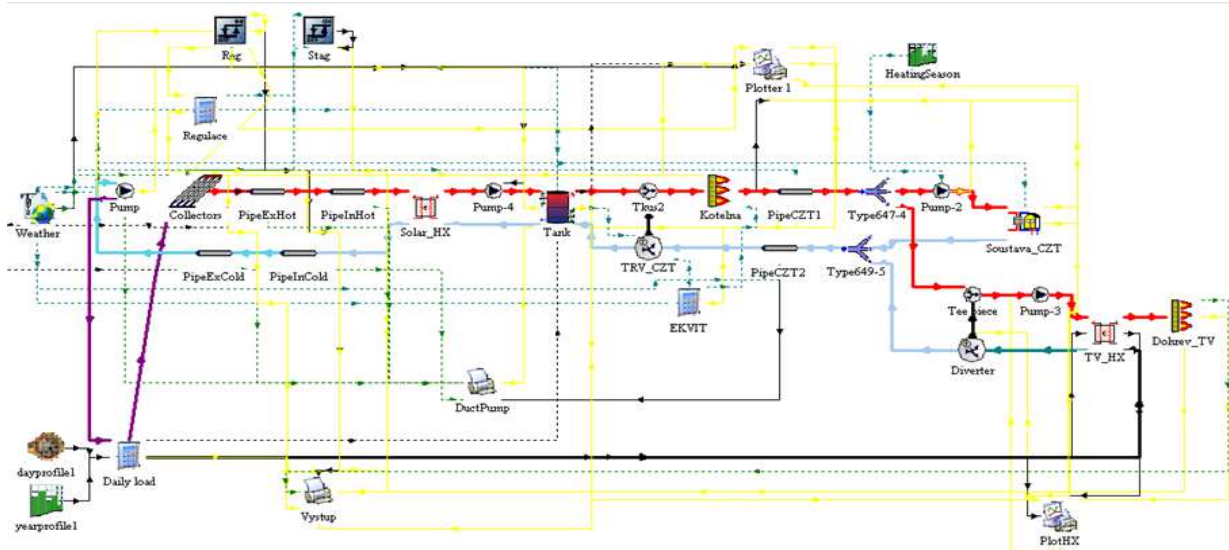 Reg
Stag
Plotter 1
HeatingSeason
Regulace
Weather
Pump
Collectors
PipeExHot
PipeInHot
Solar_HX
Pump-4
Tank
Tkus2
Kotelna
PipeCZT1
Type647-4
Pump-2
Soustava_CZT
PipeExCold
PipeInCold
TRV_CZT
PipeCZT2
Type649-5
EKVIT
Tee piece
Pump-3
TV_HX
Dohrev_TV
Diverter
DuctPump
dayprofile1
Daily load
yearprofile1
Vystup
PlotHX